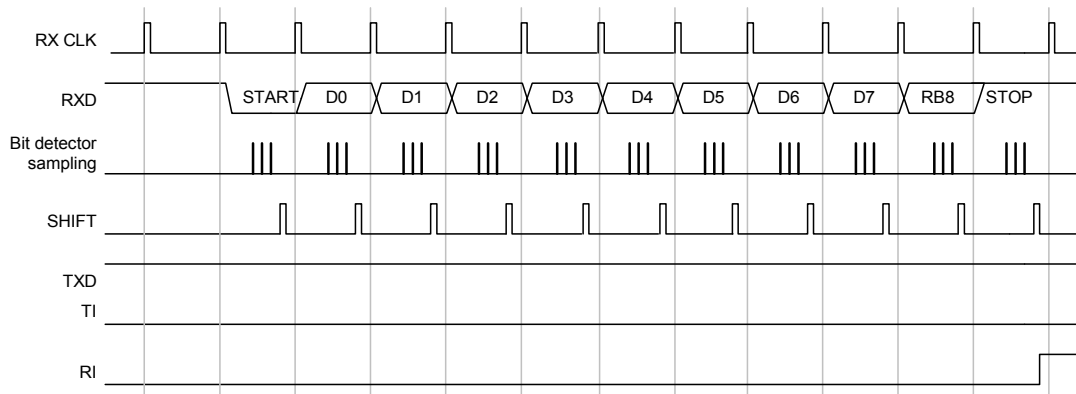 RX CLK
RXD
START D0 D1 D2 D3 D4 D5 D6 D7 RB8 STOP
Bit detector
sampling
SHIFT
TXD
TI
RI